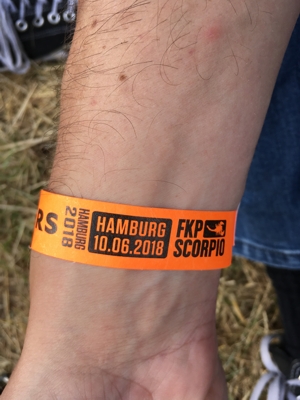 RS
HAMBURG
2018
HAMBURG
10.06.2018
FKP
SCORPIO